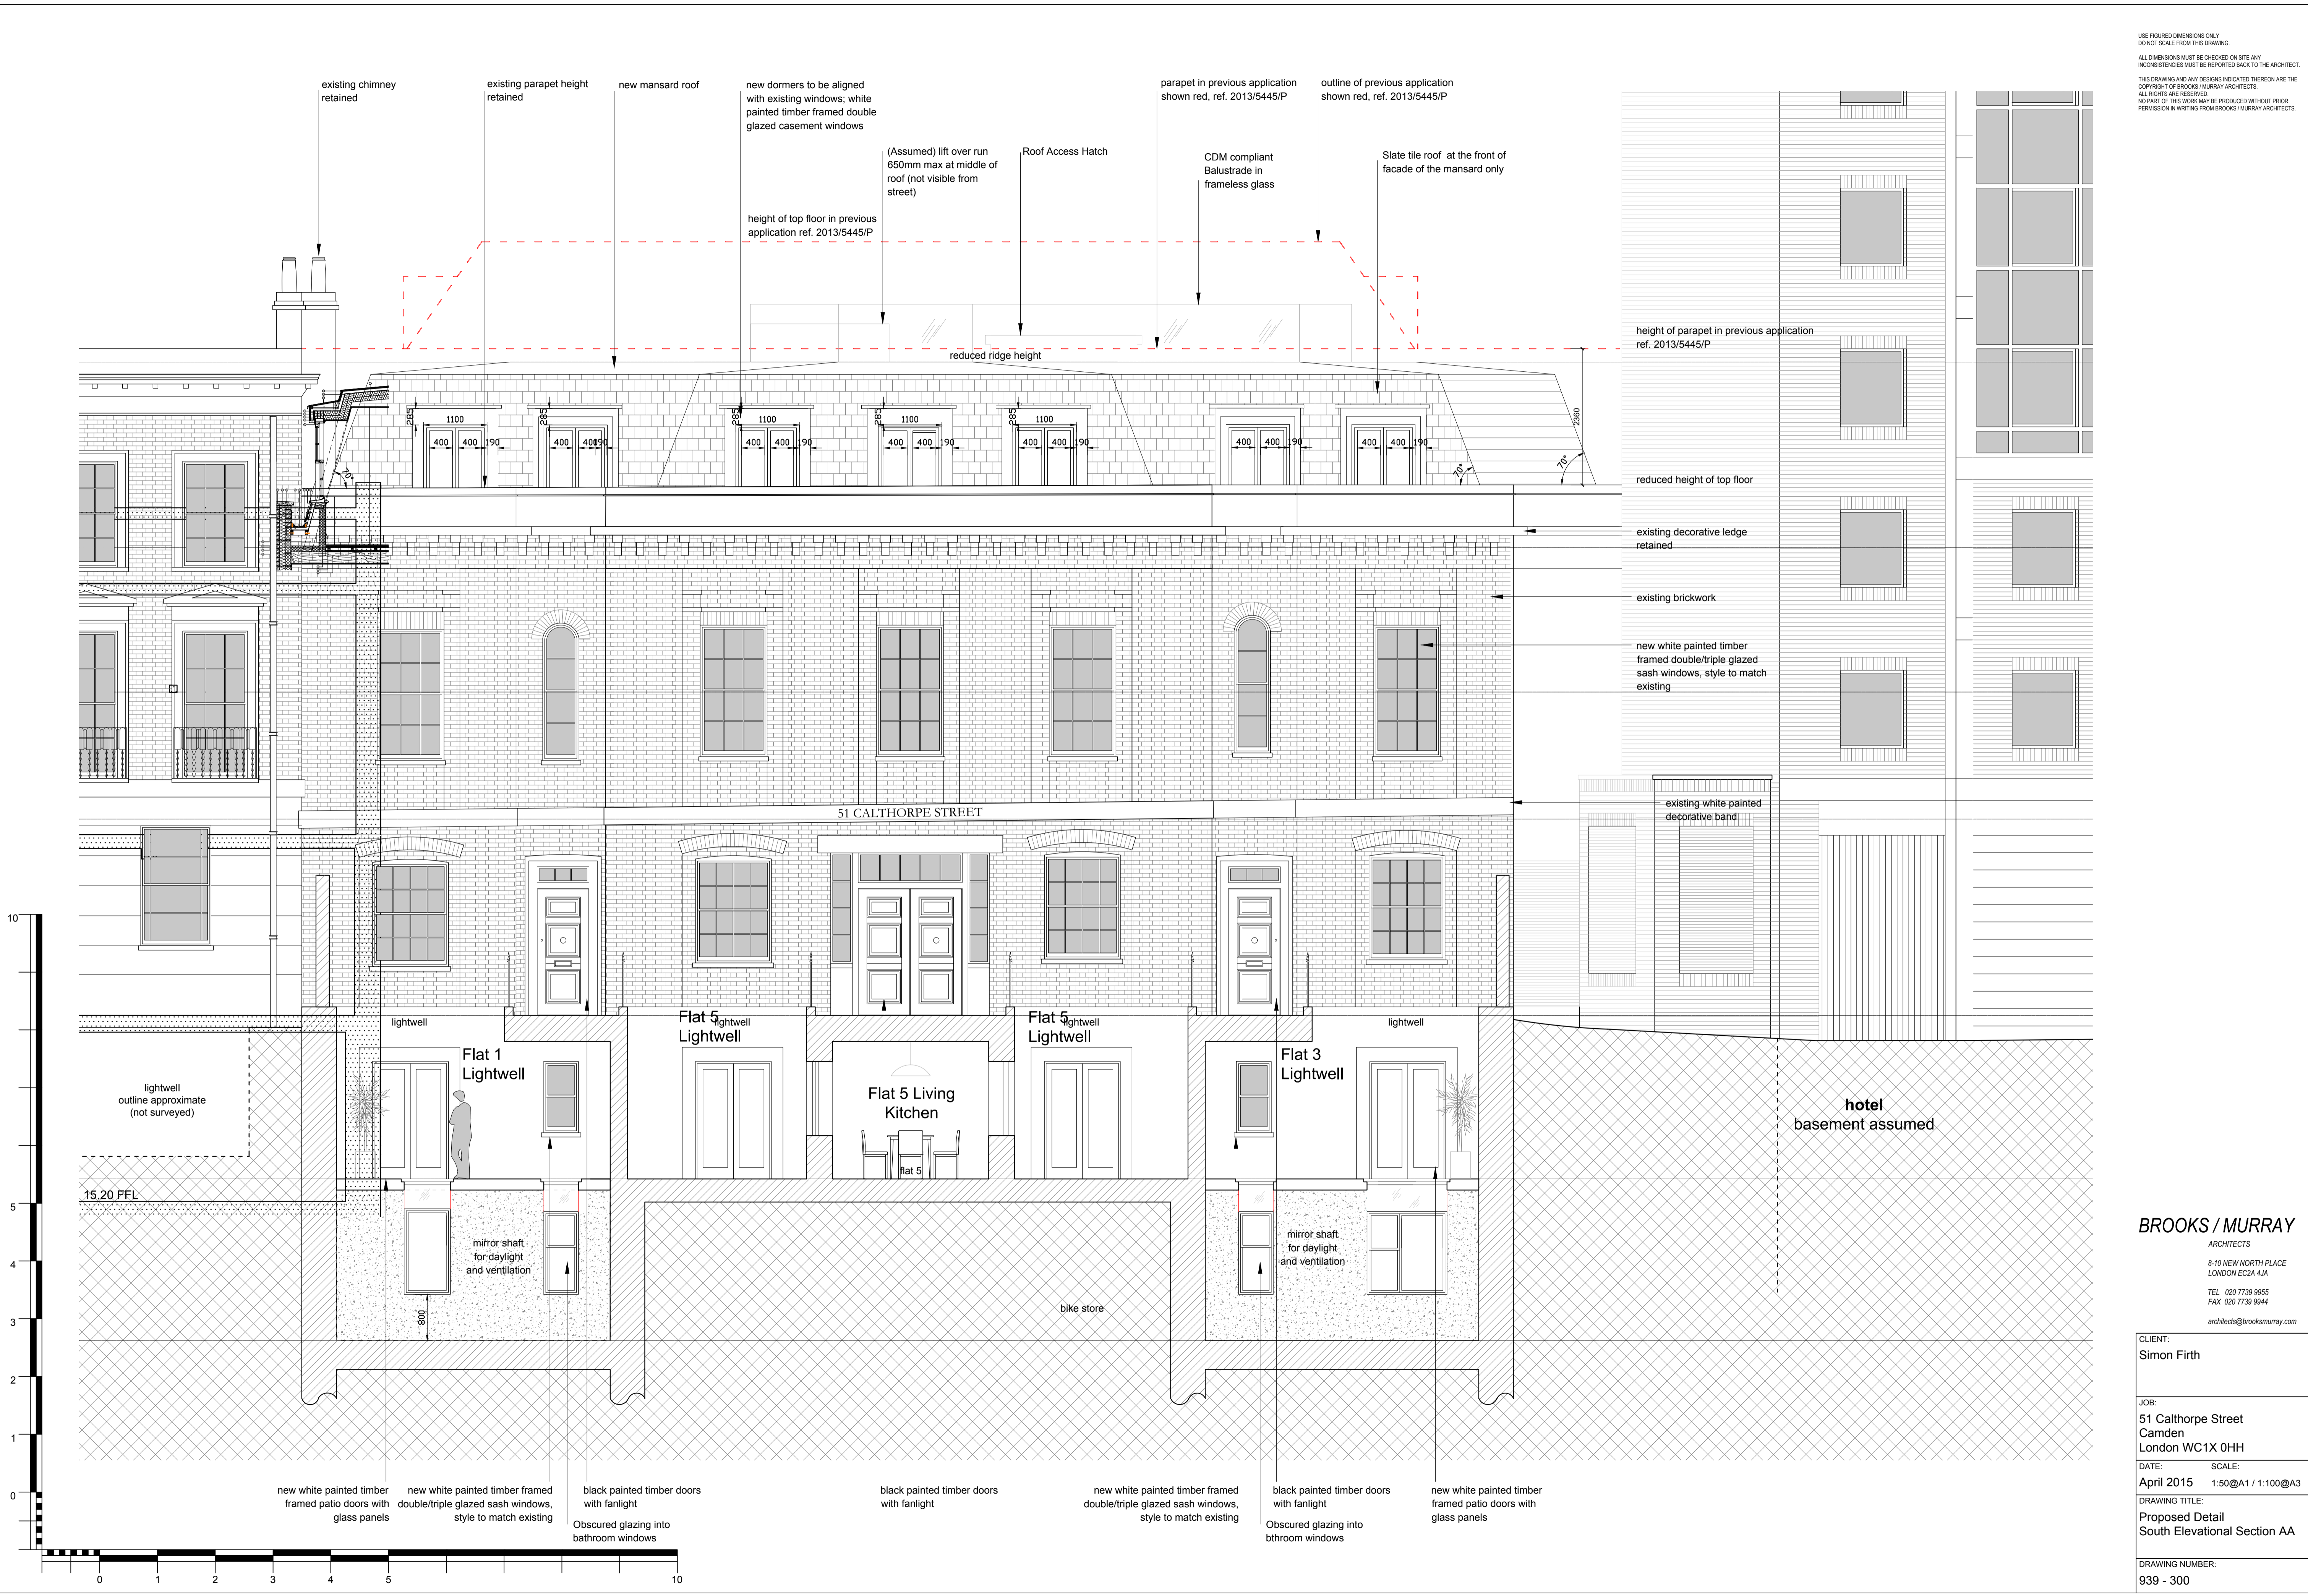 USE FIGURED DIMENSIONS ONLY
DO NOT SCALE FROM THIS DRAWING.
ALL DIMENSIONS MUST BE CHECKED ON SITE ANY
INCONSISTENCIES MUST BE REPORTED BACK TO THE ARCHITECT.
THIS DRAWING AND ANY DESIGNS INDICATED THEREON ARE THE
COPYRIGHT OF BROOKS / MURRAY ARCHITECTS.
ALL RIGHTS ARE RESERVED.
NO PART OF THIS WORK MAY BE PRODUCED WITHOUT PRIOR
PERMISSION IN WRITING FROM BROOKS / MURRAY ARCHITECTS.
existing chimney
retained
existing parapet height
retained
new mansard roof
new dormers to be aligned
with existing windows; white
painted timber framed double
glazed casement windows
(Assumed) lift over run
650mm max at middle of
roof (not visible from
street)
Roof Access Hatch
parapet in previous application
shown red, ref. 2013/5445/P
outline of previous application
shown red, ref. 2013/5445/P
CDM compliant
Balustrade in
frameless glass
Slate tile roof at the front of
facade of the mansard only
height of top floor in previous
application ref. 2013/5445/P
height of parapet in previous application
ref. 2013/5445/P
reduced ridge height
285 1100 400 400 190
285 400 400 90
285 1100 400 400 190
285 1100 400 400 190
285 1100 400 400 190
400 400 190
400 400 190
2360
70°
70°
70°
reduced height of top floor
existing decorative ledge
retained
existing brickwork
new white painted timber
framed double/triple glazed
sash windows, style to match
existing
existing white painted
decorative band
51 CALTHORPE STREET
lightwell
Flat 5
Lightwell
lightwell
Flat 5
Lightwell
lightwell
lightwell
Flat 1
Lightwell
Flat 3
Lightwell
Flat 5 Living
Kitchen
flat 5
lightwell
outline approximate
(not surveyed)
hotel
basement assumed
15,20 FFL
mirror shaft
for daylight
and ventilation
mirror shaft
for daylight
and ventilation
800
bike store
10
5
4
3
2
1
0
new white painted timber
framed patio doors with
glass panels
new white painted timber framed
double/triple glazed sash windows,
style to match existing
black painted timber doors
with fanlight
Obscured glazing into
bathroom windows
black painted timber doors
with fanlight
new white painted timber framed
double/triple glazed sash windows,
style to match existing
black painted timber doors
with fanlight
Obscured glazing into
bthroom windows
new white painted timber
framed patio doors with
glass panels
0 1 2 3 4 5 10
BROOKS / MURRAY
ARCHITECTS
8-10 NEW NORTH PLACE
LONDON EC2A 4JA
TEL 020 7739 9955
FAX 020 7739 9944
architects@brooksmurray.com
CLIENT:
Simon Firth
JOB:
51 Calthorpe Street
Camden
London WC1X 0HH
DATE: SCALE:
April 2015 1:50@A1 / 1:100@A3
DRAWING TITLE:
Proposed Detail
South Elevational Section AA
DRAWING NUMBER:
939 - 300